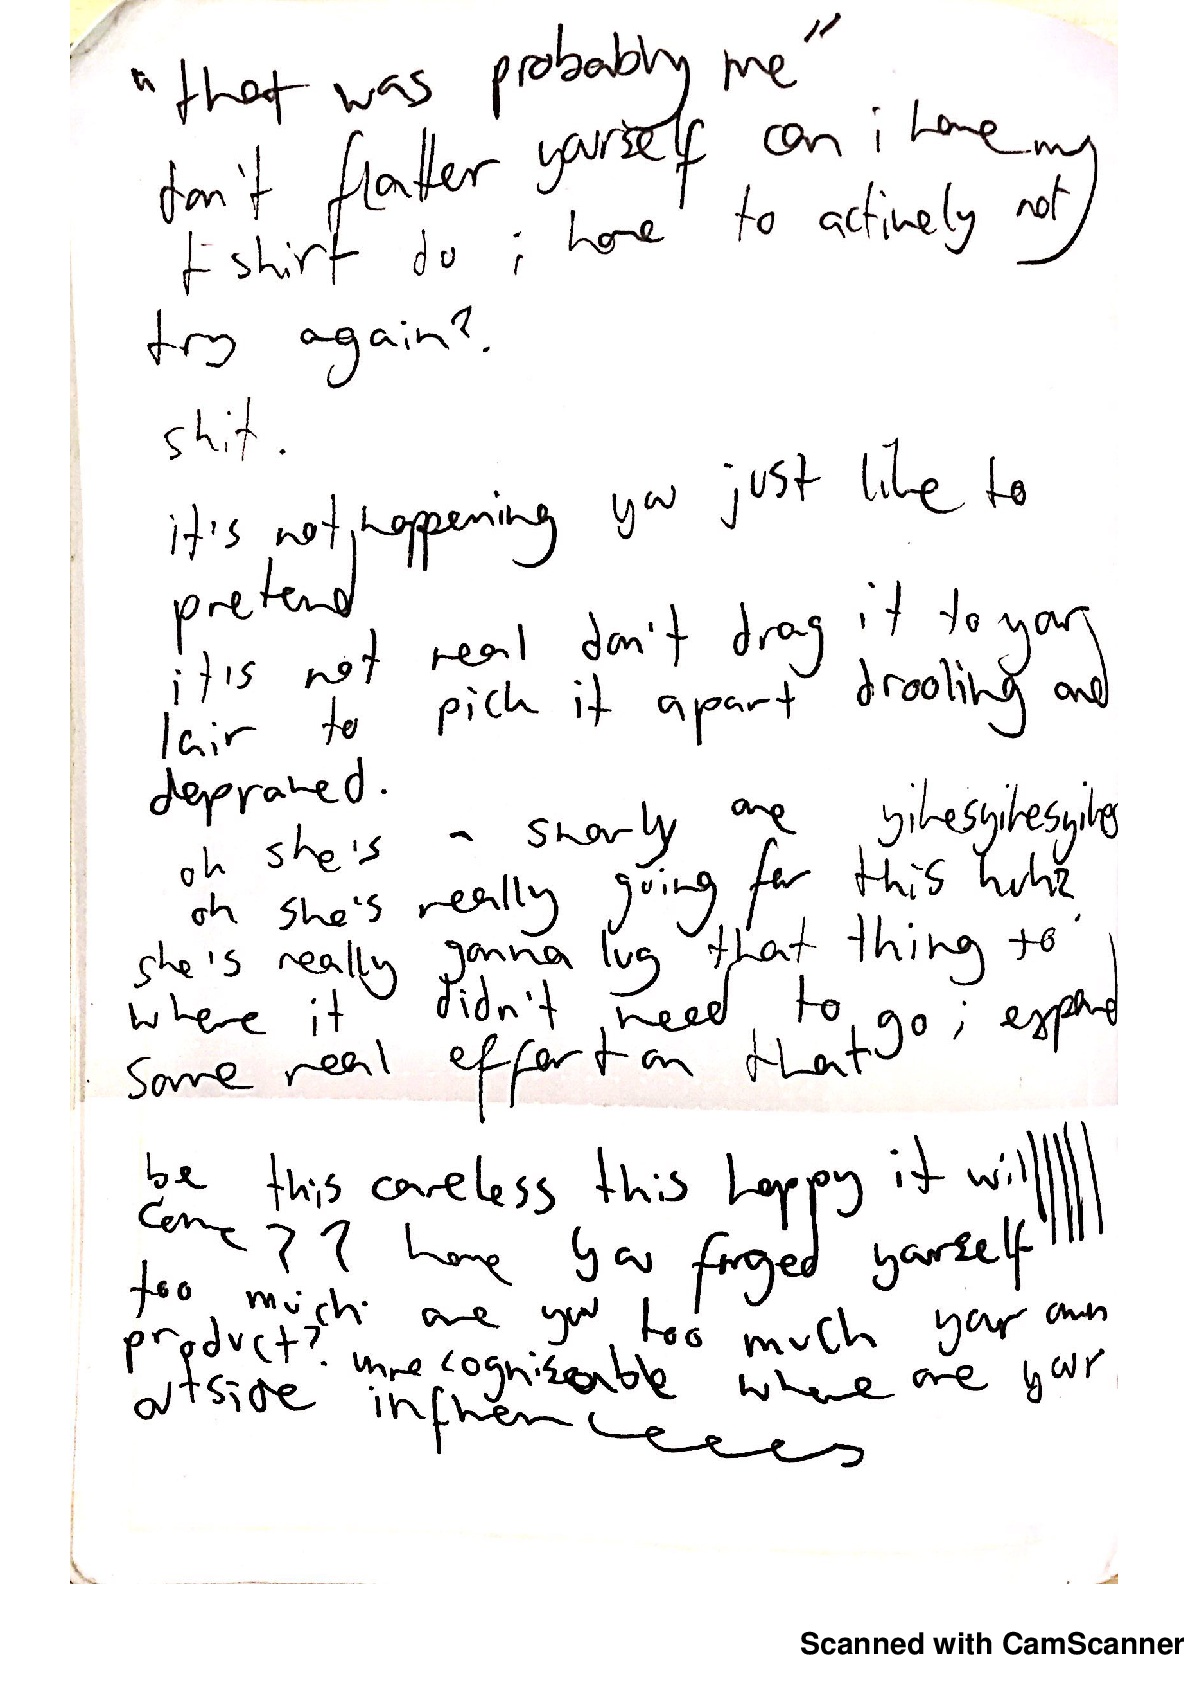 "that was probably me"
don't flatter yourself can i have my
t-shirt do i have to actively not
try again?.
shit.
it's not happening you just like to
pretend
it's not real don't drag it to your
lair to pick it apart drooling and
depraved.
oh she's - snarly are yikesyikesyikes
oh she's really going for this huh?
she's really gonna lug that thing to
where it didn't need to go i expend
some real effort on that
be this careless this happy it will
come?? have you forged yourself
too much are you too much your own
product? unrecogniseable where are your
outside influenceeees
Scanned with CamScanner